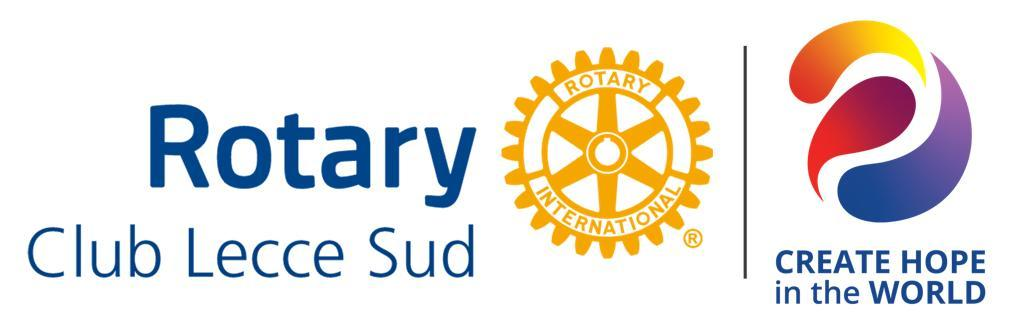 Rotary
Club Lecce Sud
ROTARY
INTERNATIONAL
®
CREATE HOPE
in the WORLD